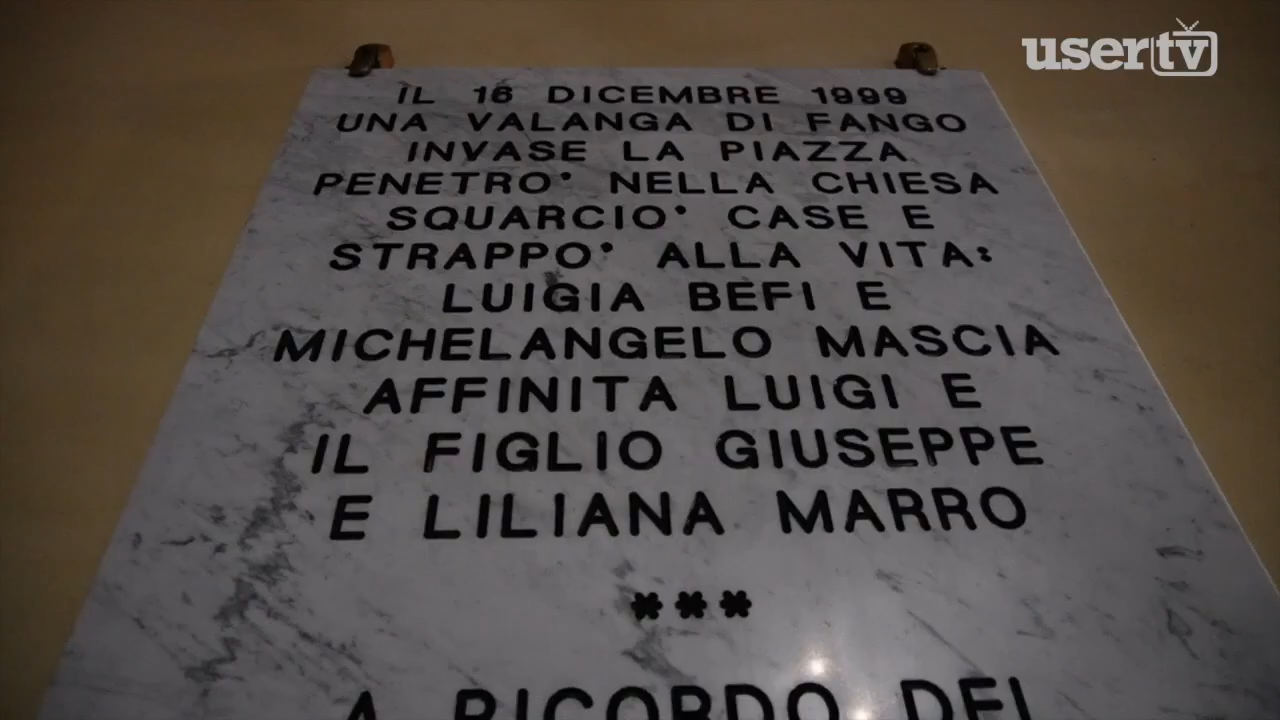 usertv
IL 16 DICEMBRE 1999
UNA VALANGA DI FANGO
INVASE LA PIAZZA
PENETRO' NELLA CHIESA
SQUARCIO' CASE E
STRAPPO' ALLA VITA:
LUIGIA BEFI E
MICHELANGELO MASCIA
AFFINITA LUIGI E
IL FIGLIO GIUSEPPE
E LILIANA MARRO
***
A RICORDO DEI